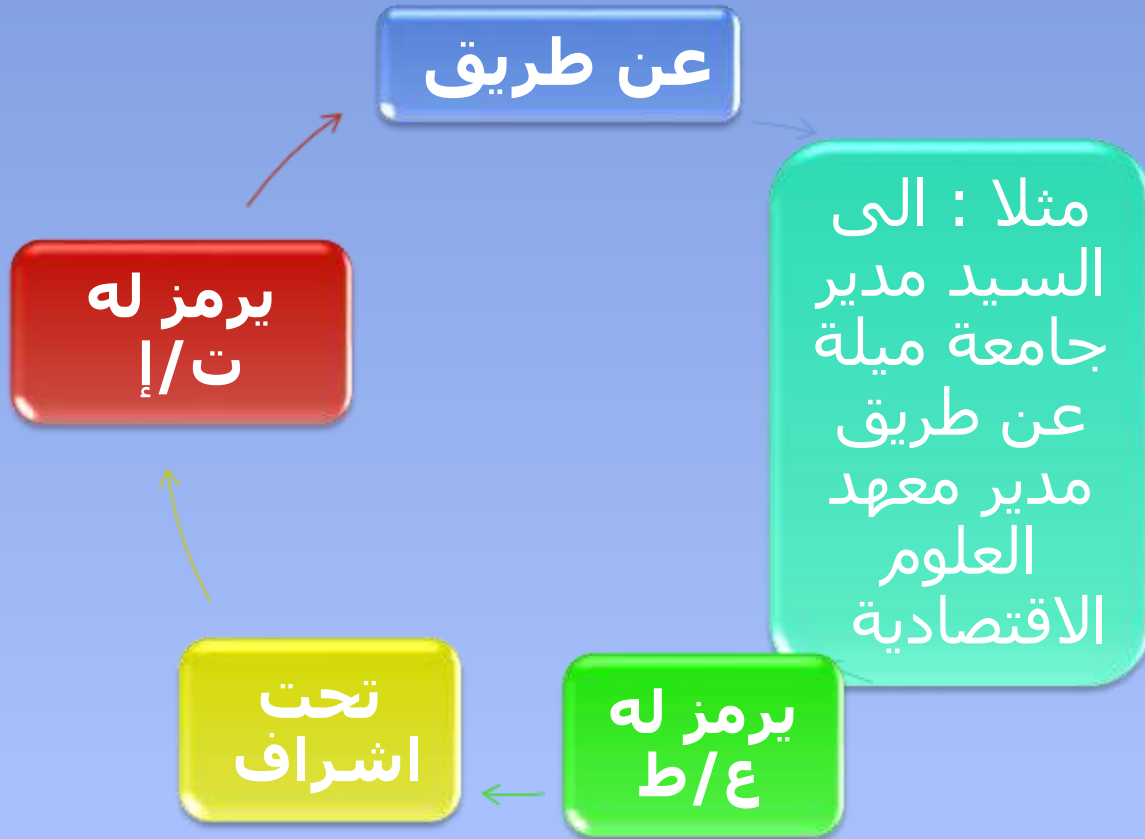 عن طريق
مثلا : الى
السيد مدير
جامعة ميلة
عن طريق
مدير معهد
العلوم
الاقتصادية
يرمز له
ع/ط
تحت
اشراف
يرمز له
ت/إ